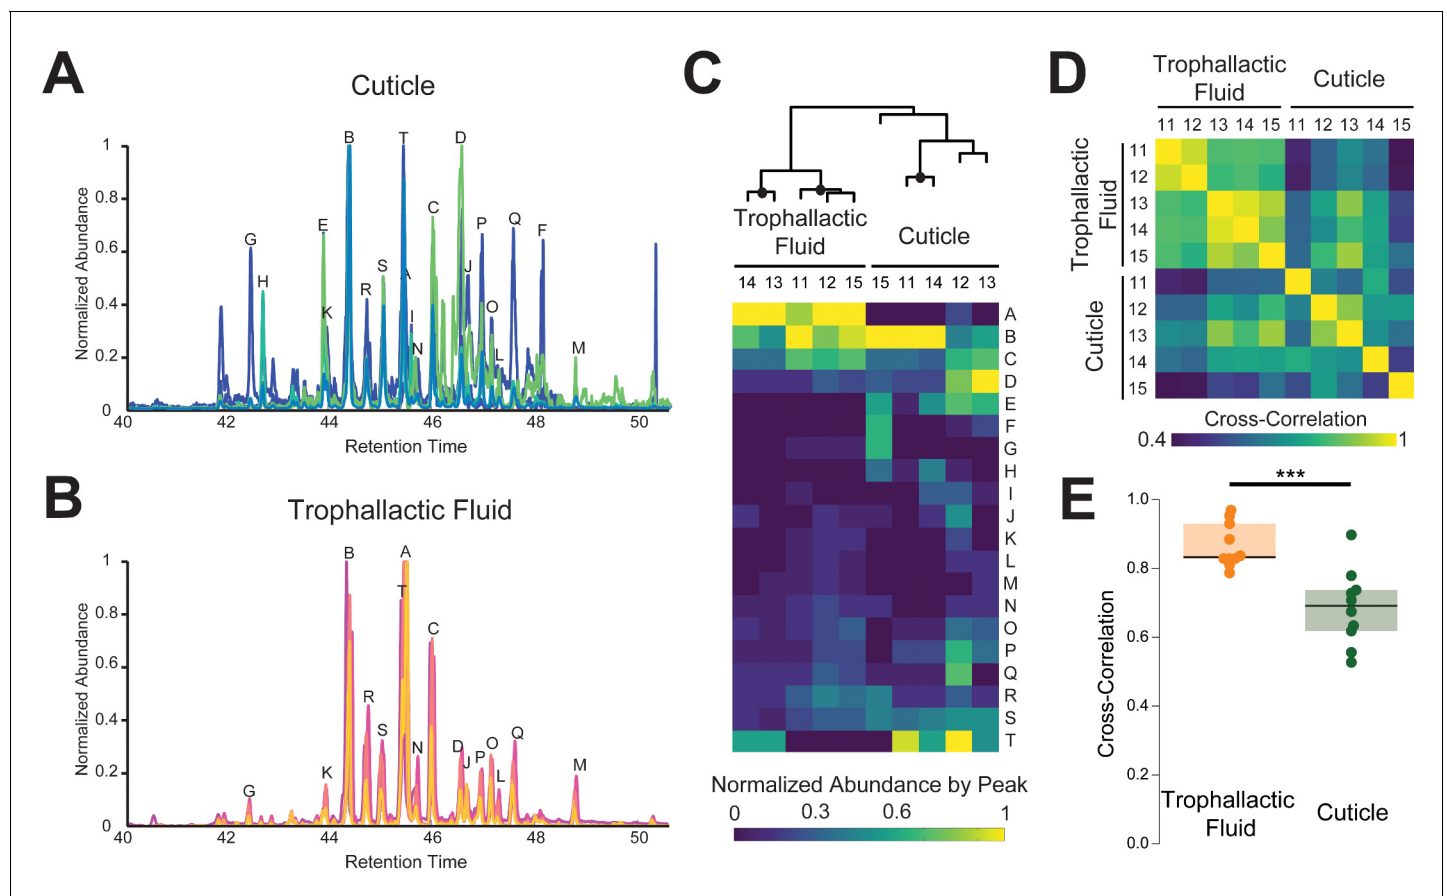 A
Cuticle
Normalized Abundance
1
0.8
0.6
0.4
0.2
0
G
H
E
K
B
R
S
T
A
I
N
C
D
J
P
O
L
Q
F
M
40
42
44
46
48
50
Retention Time
B
Trophallactic Fluid
Normalized Abundance
1
0.8
0.6
0.4
0.2
0
G
K
B
R
S
T
A
N
C
D
J
P
O
L
Q
M
40
42
44
46
48
50
Retention Time
C
Trophallactic
Fluid
Cuticle
14 13 11 12 15 15 11 14 12 13
A
B
C
D
E
F
G
H
I
J
K
L
M
N
O
P
Q
R
S
T
Normalized Abundance by Peak
0 0.3 0.6 1
D
Trophallactic
Fluid
Cuticle
11 12 13 14 15 11 12 13 14 15
Trophallactic
Fluid
Cuticle
11
12
13
14
15
11
12
13
14
15
Cross-Correlation
0.4 1
E
***
Cross-Correlation
1.0
0.8
0.6
0.4
0.2
0.0
Trophallactic
Fluid
Cuticle